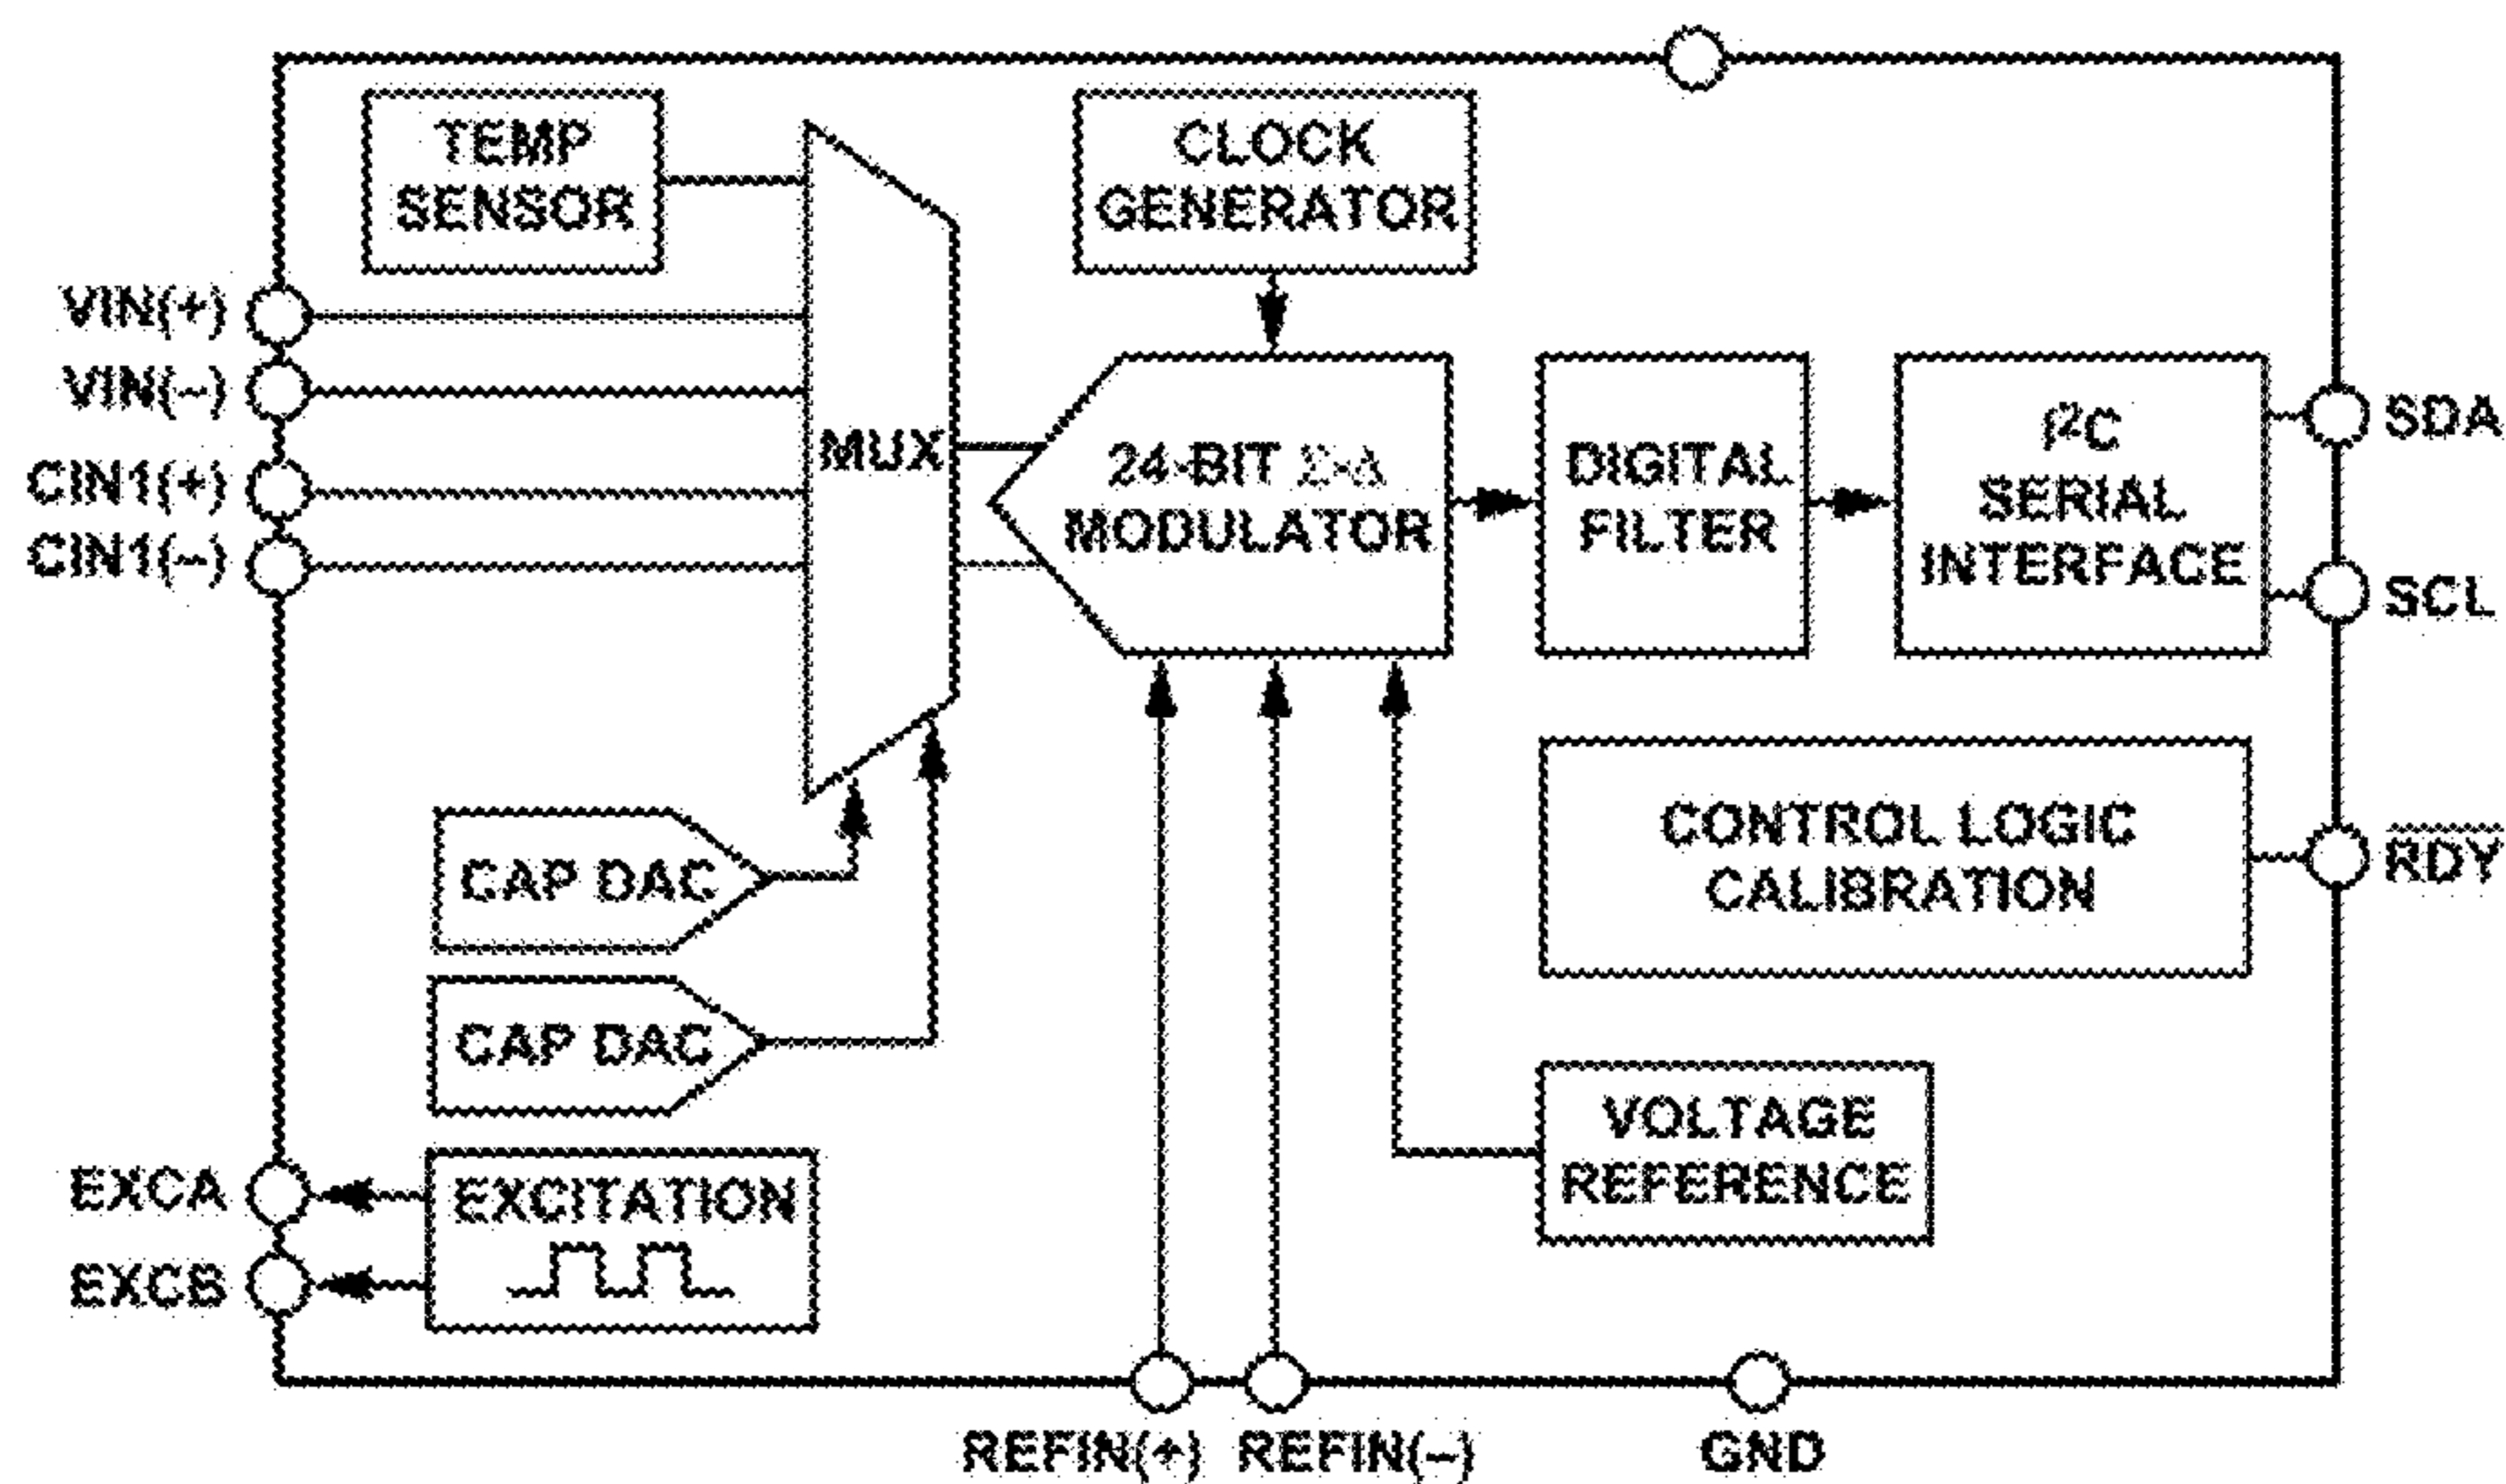 TEMP
SENSOR
CLOCK
GENERATOR
VIN(+)
VIN(–)
CIN1(+)
CIN1(–)
MUX
24-BIT Σ-Δ
MODULATOR
DIGITAL
FILTER
I²C
SERIAL
INTERFACE
SDA
SCL
CONTROL LOGIC
CALIBRATION
RDY
CAP DAC
CAP DAC
VOLTAGE
REFERENCE
EXCITATION
EXCA
EXCB
REFIN(+)
REFIN(–)
GND